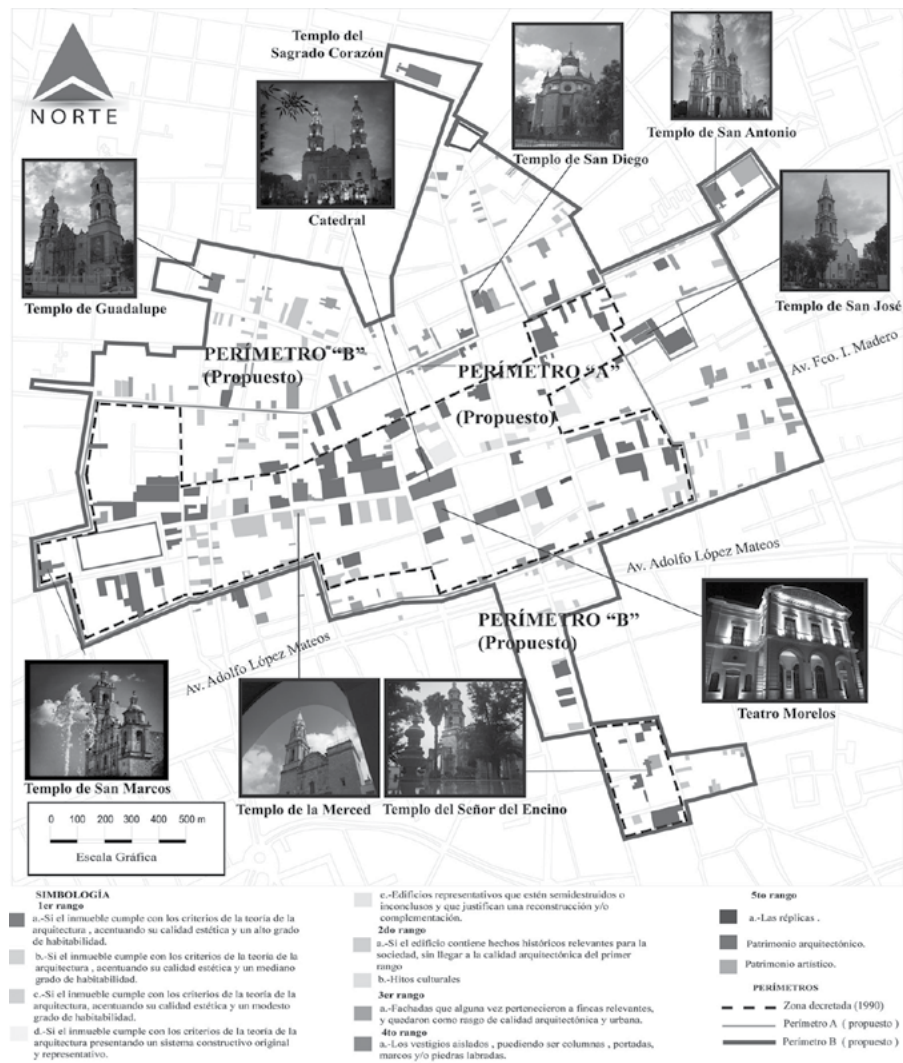 NORTE
Templo del
Sagrado Corazón
Catedral
Templo de San Diego
Templo de San Antonio
Templo de Guadalupe
Templo de San José
PERÍMETRO “B”
(Propuesto)
PERÍMETRO “A”
(Propuesto)
Av. Fco. I. Madero
Av. Adolfo López Mateos
PERÍMETRO “B”
(Propuesto)
Av. Adolfo López Mateos
Teatro Morelos
Templo de San Marcos
Templo de la Merced
Templo del Señor del Encino
0 100 200 300 400 500 m
Escala Gráfica
SIMBOLOGÍA
1er rango
a.-Si el inmueble cumple con los criterios de la teoría de la
arquitectura , acentuando su calidad estética y un alto grado
de habitabilidad.
b.-Si el inmueble cumple con los criterios de la teoría de la
arquitectura , acentuando su calidad estética y un mediano
grado de habitabilidad.
c.-Si el inmueble cumple con los criterios de la teoría de la
arquitectura, acentuando su calidad estética y un modesto
grado de habitabilidad.
d.-Si el inmueble cumple con los criterios de la teoría de la
arquitectura presentando un sistema constructivo original
y representativo.
e.-Edificios representativos que estén semidestruidos o
inconclusos y que justifican una reconstrucción y/o
complementación.
2do rango
a.-Si el edificio contiene hechos históricos relevantes para la
sociedad, sin llegar a la calidad arquitectónica del primer
rango
b.-Hitos culturales
3er rango
a.-Fachadas que alguna vez pertenecieron a fincas relevantes,
y quedaron como rasgo de calidad arquitectónica y urbana.
4to rango
a.-Los vestigios aislados , puediendo ser columnas , portadas,
marcos y/o piedras labradas.
5to rango
a.-Las réplicas .
Patrimonio arquitectónico.
Patrimonio artístico.
PERÍMETROS
Zona decretada (1990)
Perímetro A ( propuesto )
Perímetro B ( propuesto )